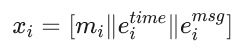 $x_i = [m_i \| e_i^{time} \| e_i^{msg}]$